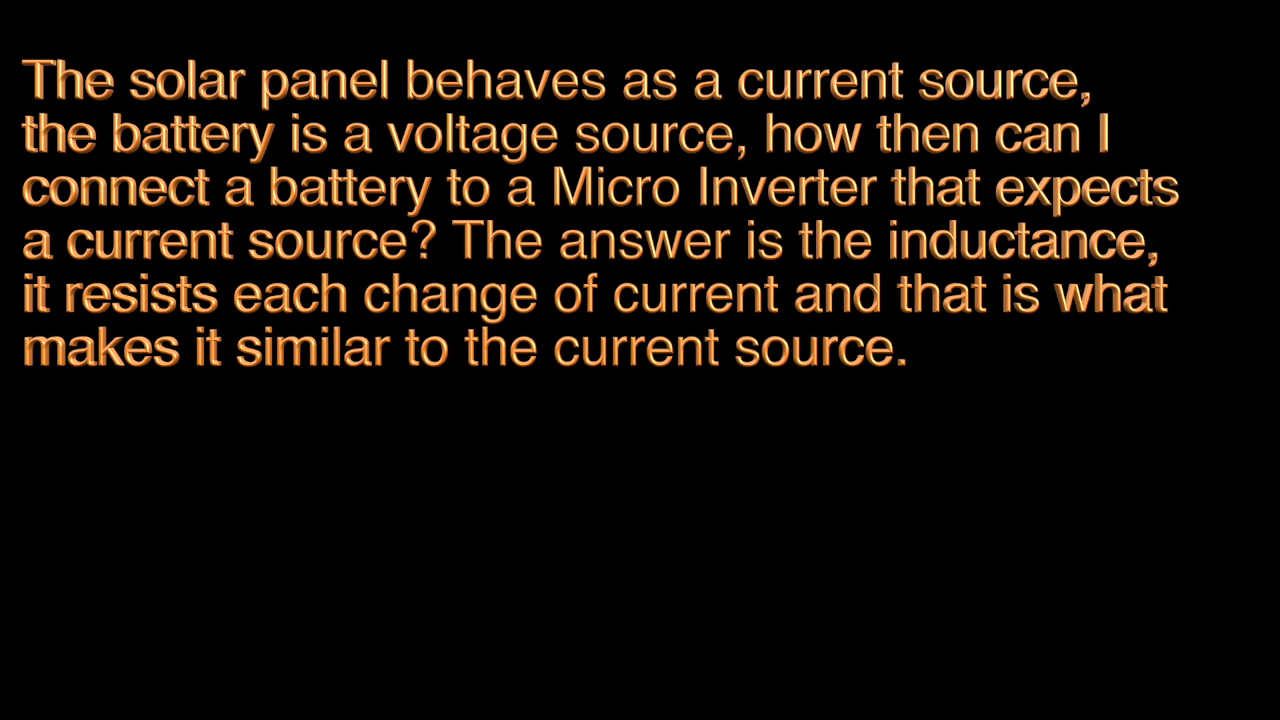 The solar panel behaves as a current source,
the battery is a voltage source, how then can I
connect a battery to a Micro Inverter that expects
a current source? The answer is the inductance,
it resists each change of current and that is what
makes it similar to the current source.